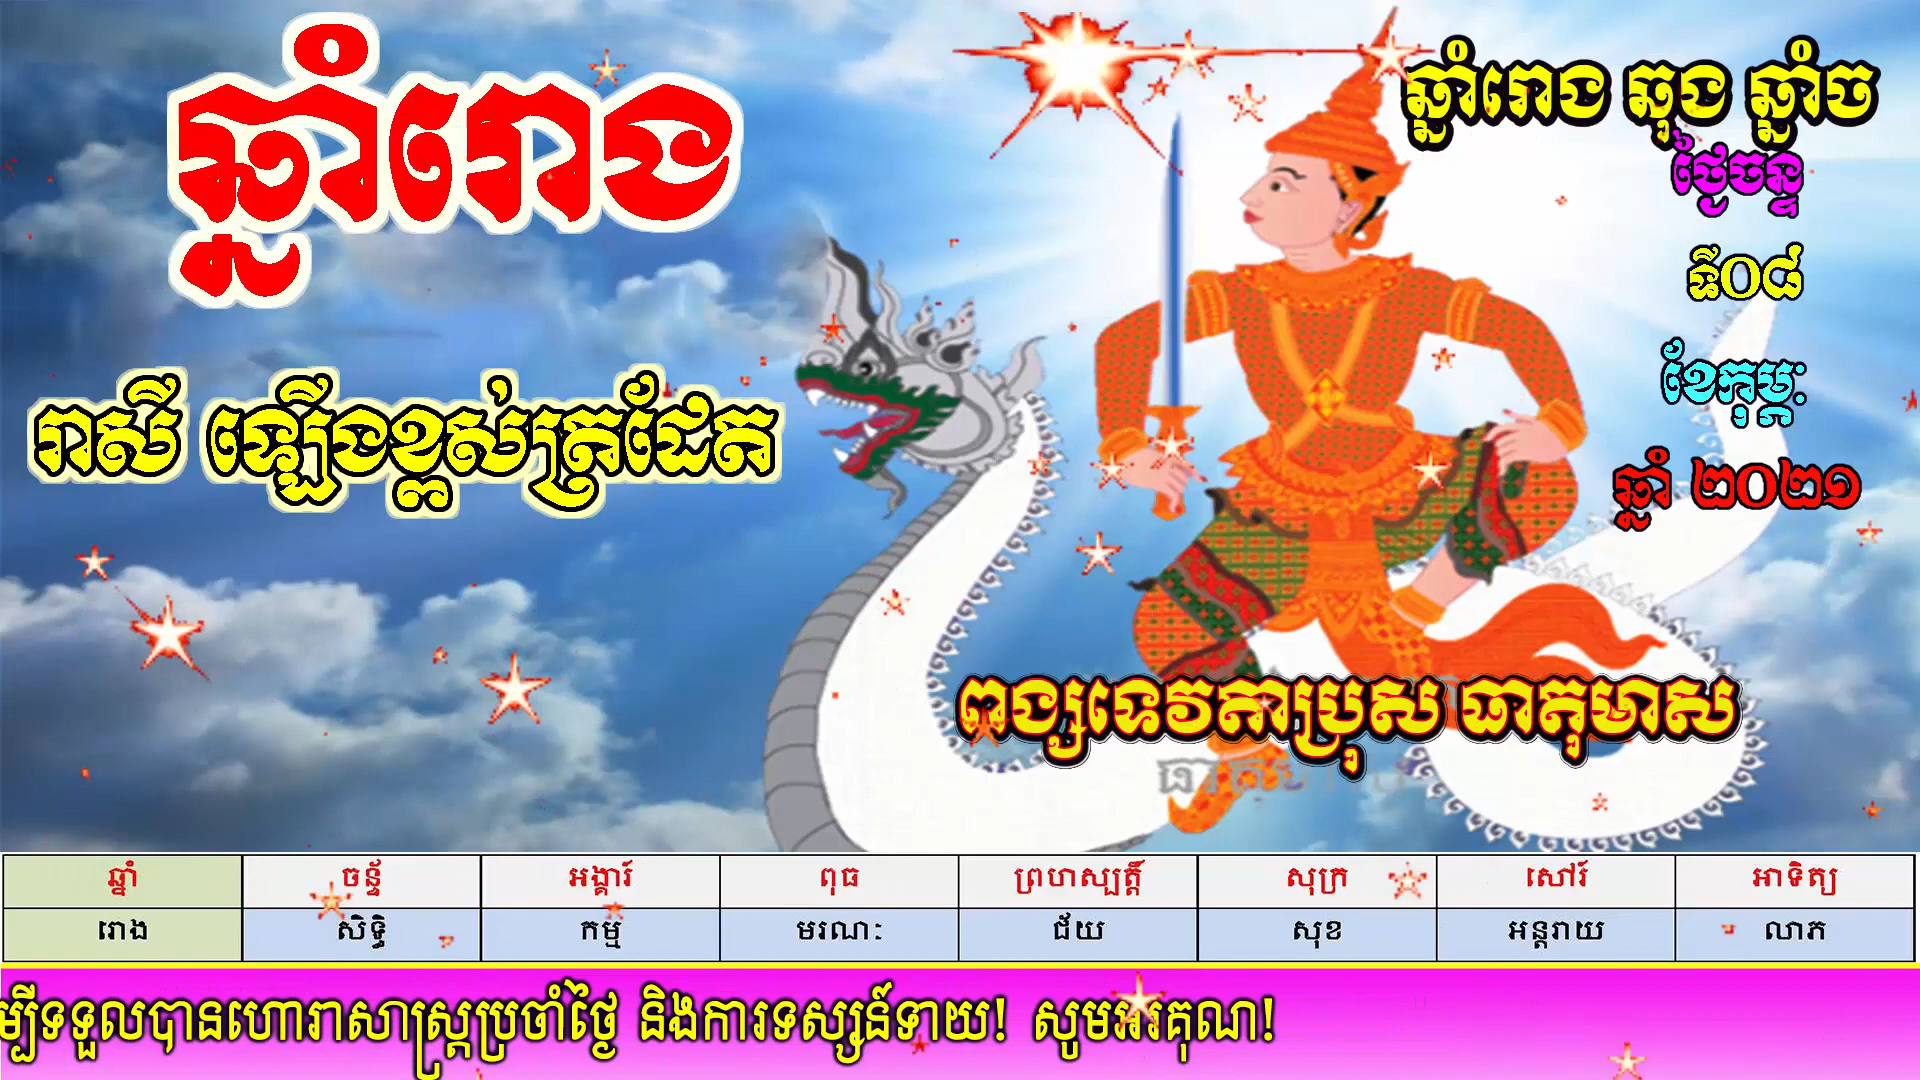 ឆ្នាំរោង
រាសី ឡើងខ្ពស់ត្រដែត
ឆ្នាំរោង ឆុង ឆ្នាំច
ថ្ងៃចន្ទ
ទី០៨
ខែកុម្ភៈ
ឆ្នាំ ២០២១
ពង្សទេវតាប្រុស ធាតុមាស
ឆ្នាំ ចន្ទ័ អង្គារ៍ ពុធ ព្រហស្បត្តិ៍ សុក្រ សៅរ៍ អាទិត្យ
រោង សិទ្ធិ កម្ម មរណៈ ជ័យ សុខ អន្តរាយ លាភ
ម្បីទទួលបានហោរាសាស្ត្រប្រចាំថ្ងៃ និងការទស្សន៍ទាយ! សូមអរគុណ!